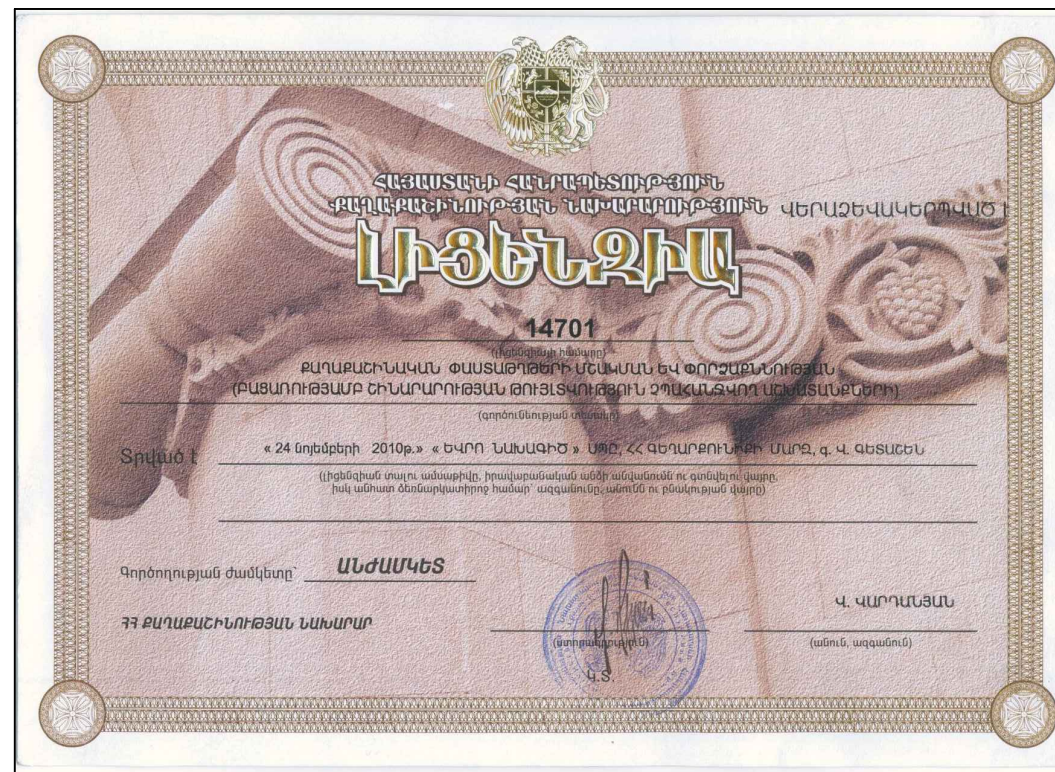 ՀԱՅԱՍՏԱՆԻ ՀԱՆՐԱՊԵՏՈՒԹՅՈՒՆ
ՔԱՂԱՔԱՇԻՆՈՒԹՅԱՆ ՆԱԽԱՐԱՐՈՒԹՅՈՒՆ ՎԵՐԱՁԵՎԱԿԵՐՊՎԱԾ Է
ԼԻՑԵՆԶԻԱ
14701
(լիցենզիայի համարը)
ՔԱՂԱՔԱՇԻՆԱԿԱՆ ՓԱՍՏԱԹՂԹԵՐԻ ՄՇԱԿՄԱՆ ԵՎ ՓՈՐՁԱՔՆՆՈՒԹՅԱՆ
(ԲԱՑԱՌՈՒԹՅԱՄԲ ՇԻՆԱՐԱՐՈՒԹՅԱՆ ԹՈՒՅԼՏՎՈՒԹՅՈՒՆ ՉՊԱՀԱՆՋՎՈՂ ԱՇԽԱՏԱՆՔՆԵՐԻ)
(գործունեության տեսակը)
Տրված է « 24 նոյեմբերի 2010թ.» « ԵՎՐՈ ՆԱԽԱԳԻԾ » ՍՊԸ, ՀՀ ԳԵՂԱՐՔՈՒՆԻՔԻ ՄԱՐԶ, գ. Վ. ԳԵՏԱՇԵՆ
(լիցենզիան տալու ամսաթիվը, իրավաբանական անձի անվանումն ու գտնվելու վայրը,
իսկ անհատ ձեռնարկատիրոջ համար՝ ազգանունը, անունն ու բնակության վայրը)
Գործողության ժամկետը՝ ԱՆԺԱՄԿԵՏ
ՀՀ ՔԱՂԱՔԱՇԻՆՈՒԹՅԱՆ ՆԱԽԱՐԱՐ
Վ. ՎԱՐԴԱՆՅԱՆ
(ստորագրություն) (անուն, ազգանուն)
Կ.Տ.